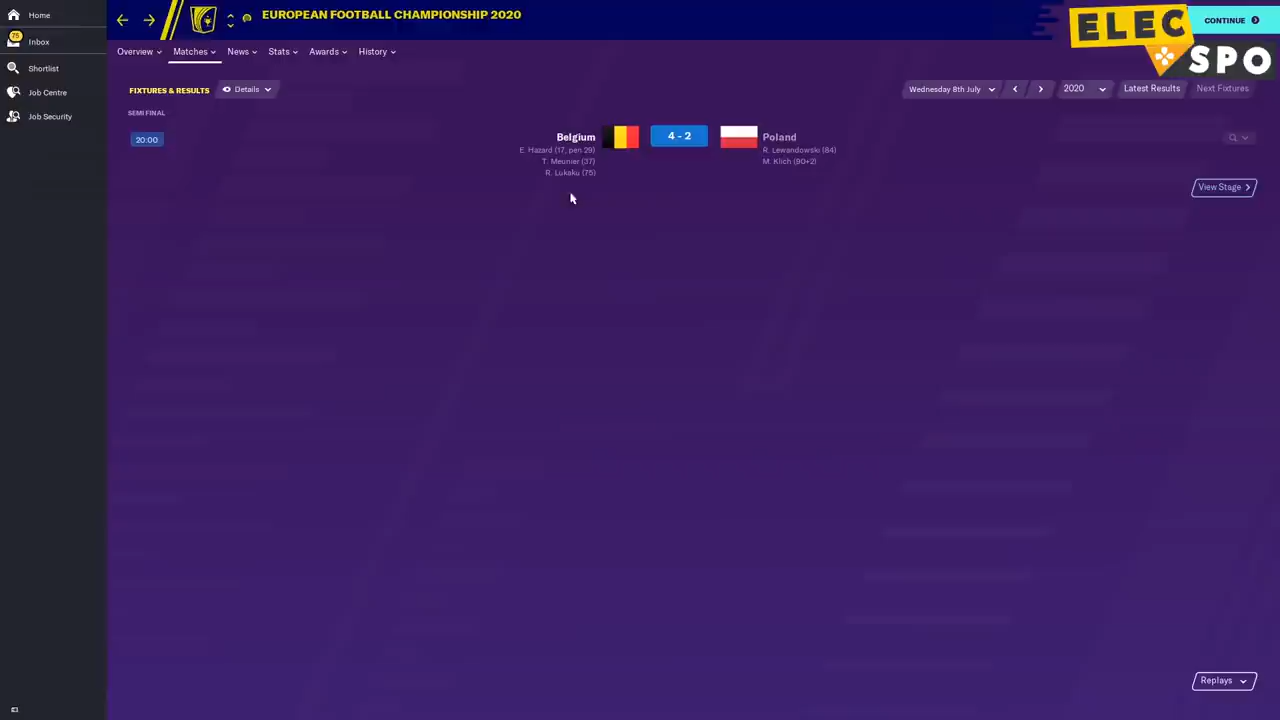 Home
75
Inbox
Shortlist
Job Centre
Job Security
EUROPEAN FOOTBALL CHAMPIONSHIP 2020
ELEC
SPO
CONTINUE
Overview Matches News Stats Awards History
FIXTURES & RESULTS Details Wednesday 8th July 2020 Latest Results Next Fixtures
SEMI FINAL
20:00 Belgium 4 - 2 Poland
E. Hazard (17, pen 29) R. Lewandowski (84)
T. Meunier (37) M. Klich (90+2)
R. Lukaku (75)
View Stage
Replays